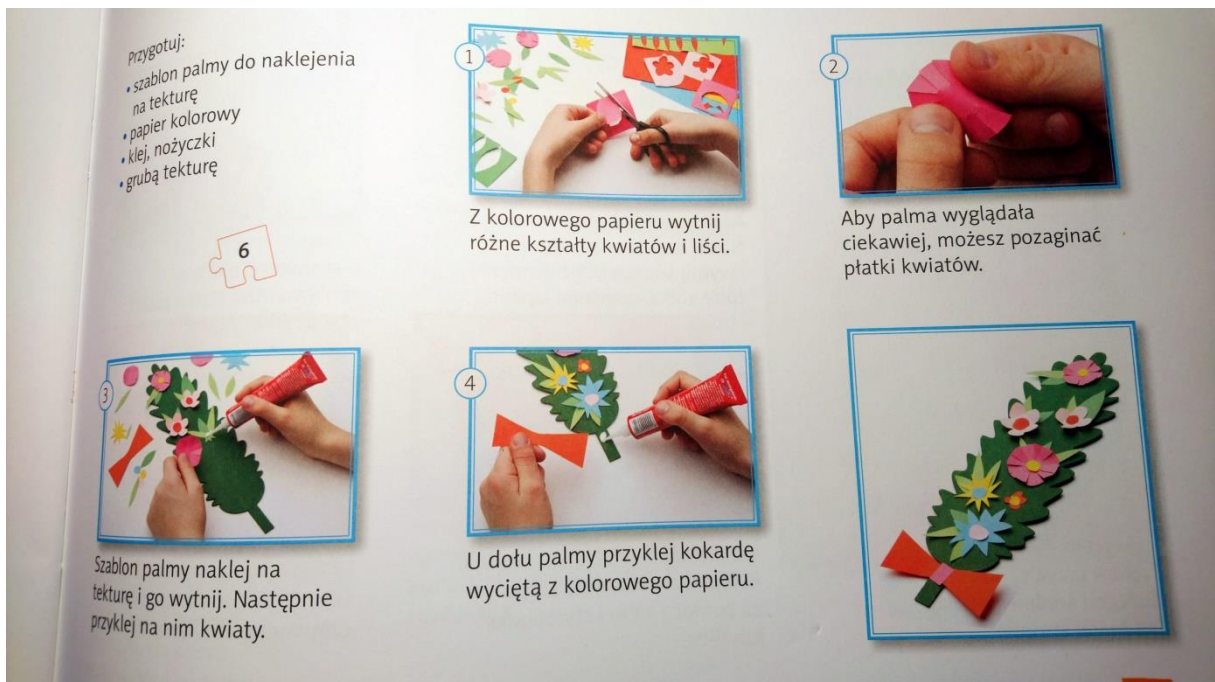 Przygotuj:
• szablon palmy do naklejenia
na tekturę
• papier kolorowy
• klej, nożyczki
• grubą tekturę
6
1
Z kolorowego papieru wytnij
różne kształty kwiatów i liści.
2
Aby palma wyglądała
ciekawiej, możesz pozaginać
płatki kwiatów.
3
Szablon palmy naklej na
tekturę i go wytnij. Następnie
przyklej na nim kwiaty.
4
U dołu palmy przyklej kokardę
wyciętą z kolorowego papieru.